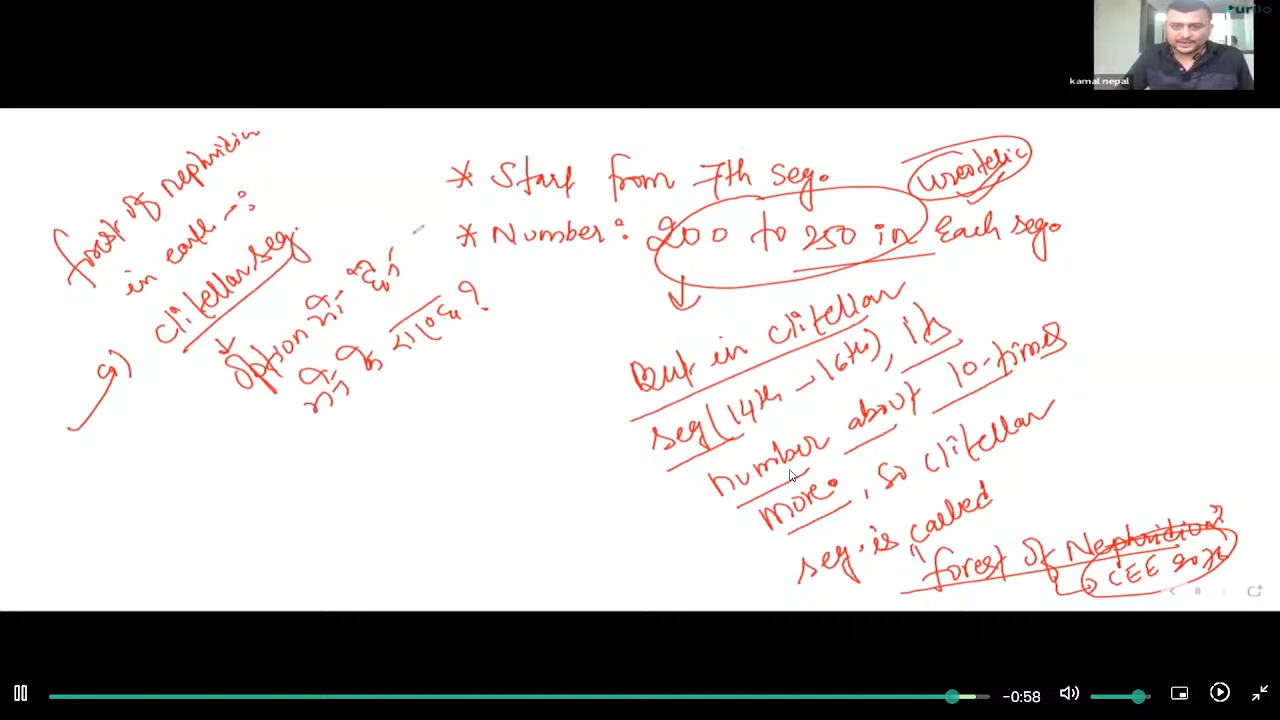 kamal nepal
forest of nephridia
in earth -:
a) clitellar seg.
option
* Start from 7th seg.
ureotelic
* Number: 200 to 250 in Each seg.
But in clitellar
seg (14th - 16th), its
number about 10-times
more, so clitellar
seg. is called
"forest of Nephridia"
CEE
8
-0:58